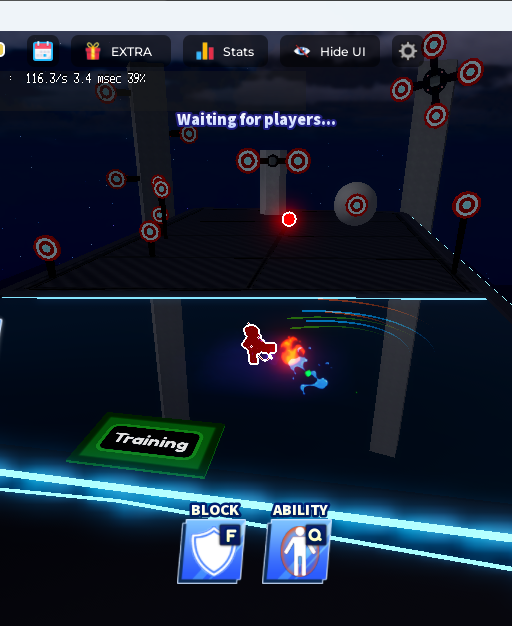 EXTRA
Stats
Hide UI
: 116.3/s 3.4 msec 39%
Waiting for players...
Training
BLOCK
ABILITY
F
Q